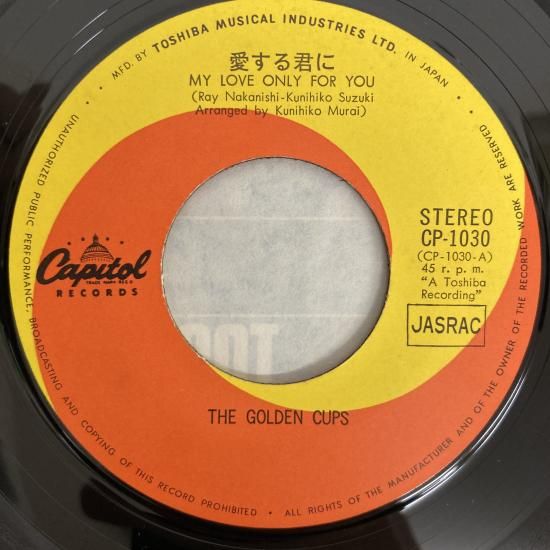 • MFD. BY TOSHIBA MUSICAL INDUSTRIES LTD. IN JAPAN •
愛する君に
MY LOVE ONLY FOR YOU
(Ray Nakanishi-Kunihiko Suzuki
Arranged by Kunihiko Murai)
Capitol
TRADE MARK REG
RECORDS
STEREO
CP-1030
(CP-1030-A)
45 r. p. m.
"A Toshiba
Recording"
JASRAC
THE GOLDEN CUPS
UNAUTHORIZED PUBLIC PERFORMANCE, BROADCASTING AND COPYING OF THIS RECORD PROHIBITED • ALL RIGHTS OF THE MANUFACTURER AND OF THE OWNER OF THE RECORDED WORK ARE RESERVED